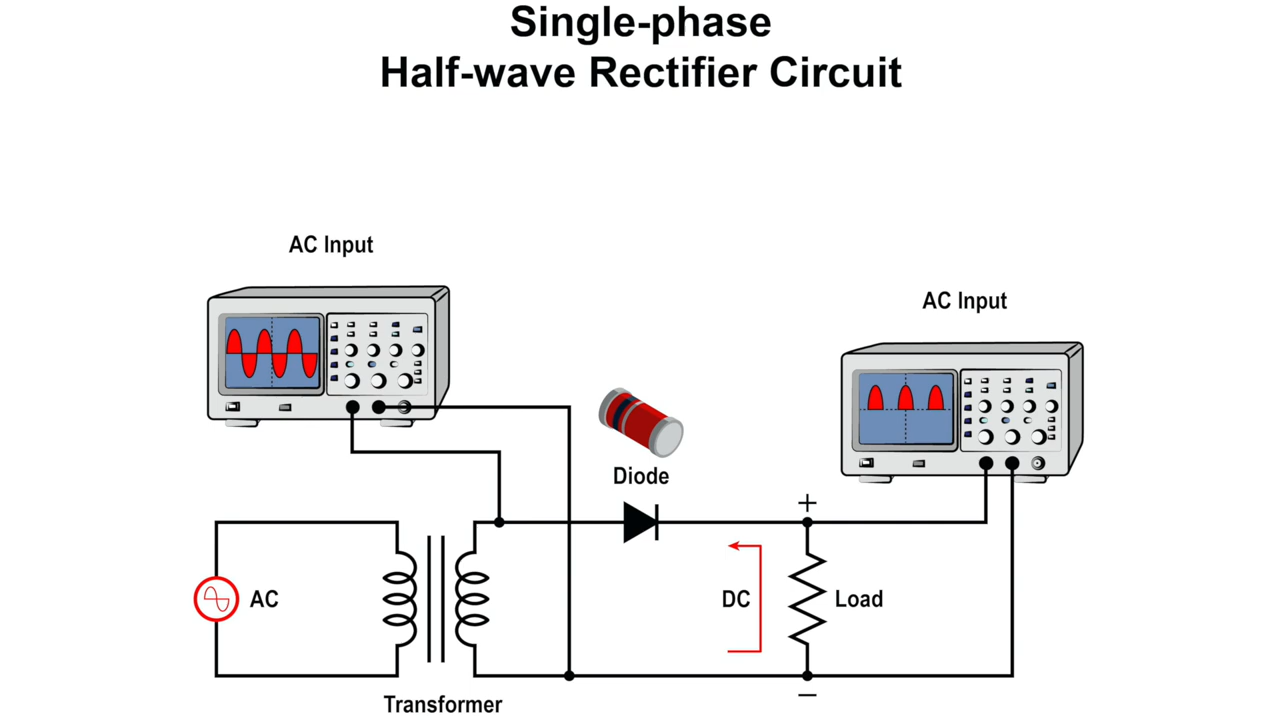 Single-phase
Half-wave Rectifier Circuit
AC Input
AC Input
Diode
+
AC
DC
Load
−
Transformer